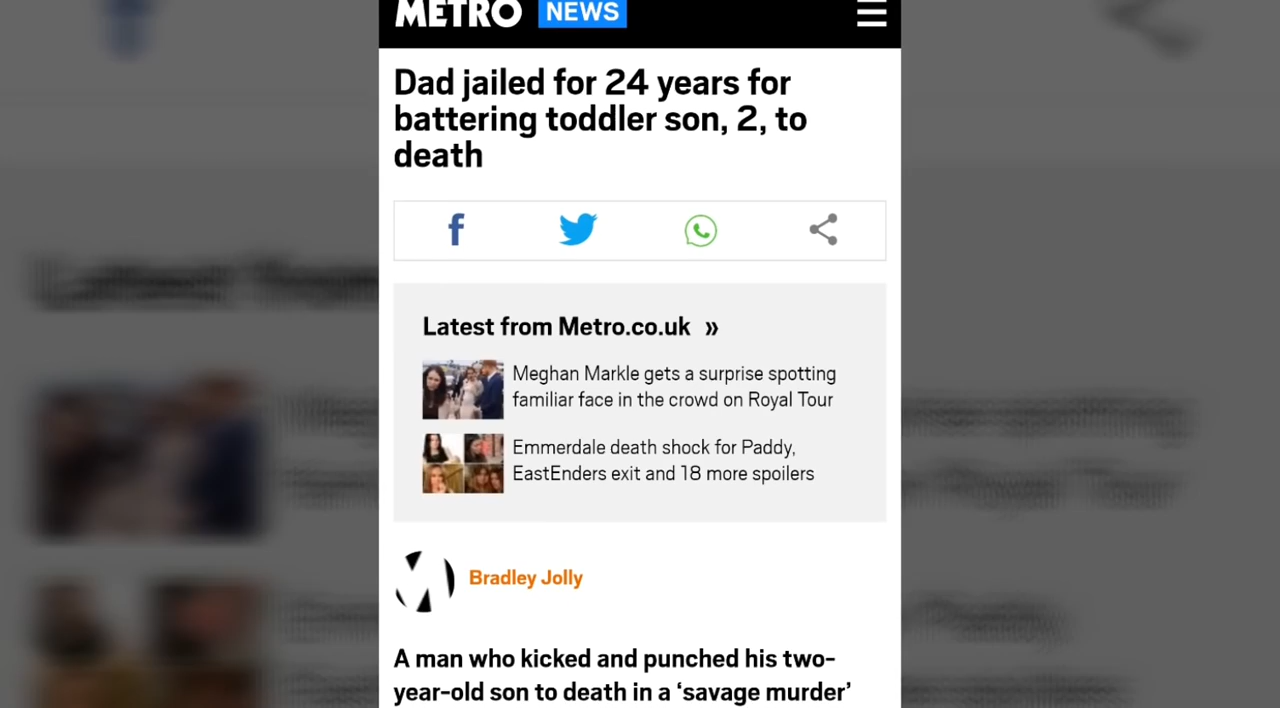 METRO NEWS
Dad jailed for 24 years for
battering toddler son, 2, to
death
Latest from Metro.co.uk »
Meghan Markle gets a surprise spotting
familiar face in the crowd on Royal Tour
Emmerdale death shock for Paddy,
EastEnders exit and 18 more spoilers
Bradley Jolly
A man who kicked and punched his two-
year-old son to death in a ‘savage murder’